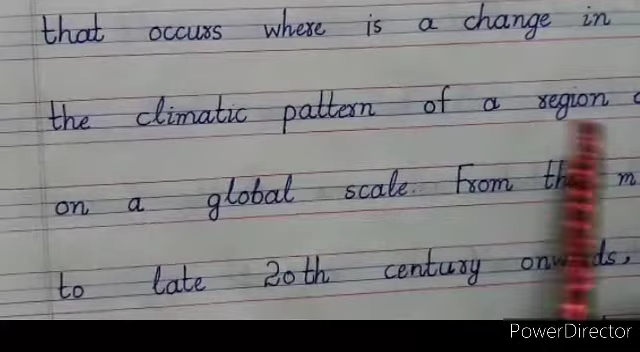 that occurs where is a change in
the climatic pattern of a region
on a global scale. From
to late 20th century
PowerDirector